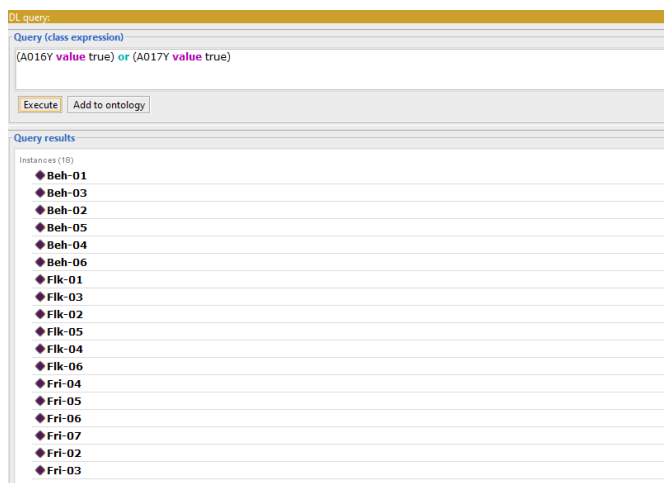 DL query:
Query (class expression)
(A016Y value true) or (A017Y value true)
Execute Add to ontology
Query results
Instances (18)
Beh-01
Beh-03
Beh-02
Beh-05
Beh-04
Beh-06
Flk-01
Flk-03
Flk-02
Flk-05
Flk-04
Flk-06
Fri-04
Fri-05
Fri-06
Fri-07
Fri-02
Fri-03